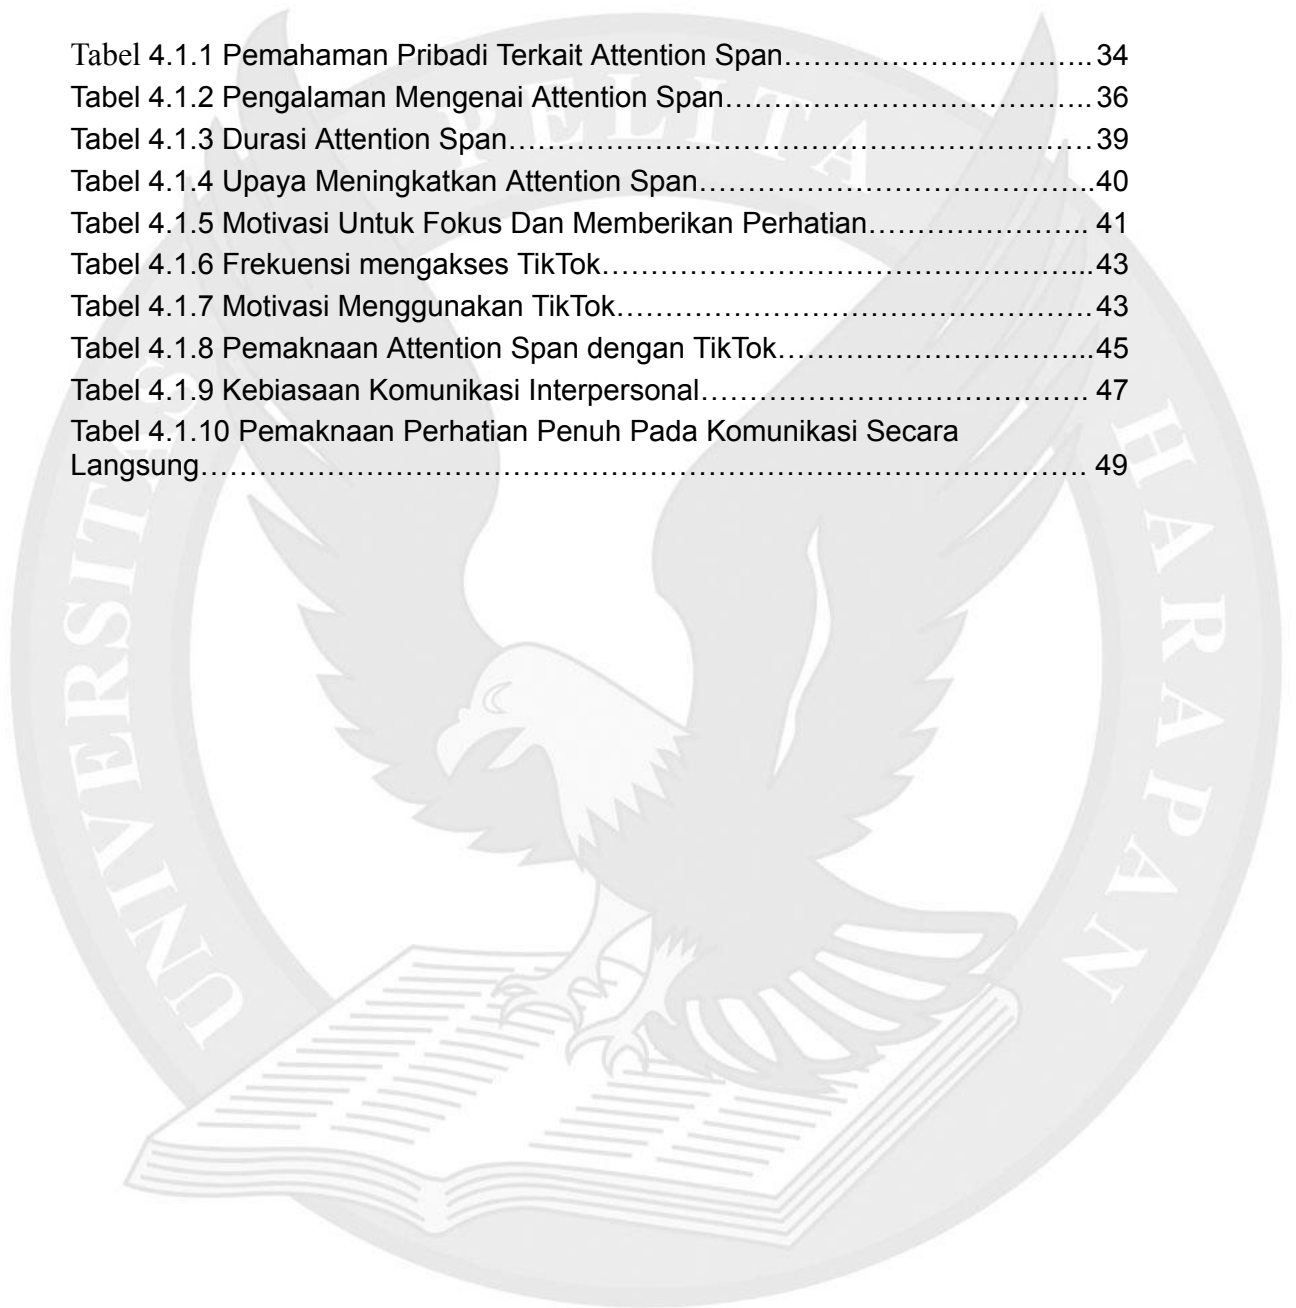 Tabel 4.1.1 Pemahaman Pribadi Terkait Attention Span…………………………..34
Tabel 4.1.2 Pengalaman Mengenai Attention Span……………………………….. 36
Tabel 4.1.3 Durasi Attention Span……………………………………………………39
Tabel 4.1.4 Upaya Meningkatkan Attention Span…………………………………..40
Tabel 4.1.5 Motivasi Untuk Fokus Dan Memberikan Perhatian………………….. 41
Tabel 4.1.6 Frekuensi mengakses TikTok…………………………………………...43
Tabel 4.1.7 Motivasi Menggunakan TikTok………………………………………….43
Tabel 4.1.8 Pemaknaan Attention Span dengan TikTok…………………………...45
Tabel 4.1.9 Kebiasaan Komunikasi Interpersonal…………………………………. 47
Tabel 4.1.10 Pemaknaan Perhatian Penuh Pada Komunikasi Secara
Langsung………………………………………………………………………………. 49
UNIVERSITAS PELITA HARAPAN